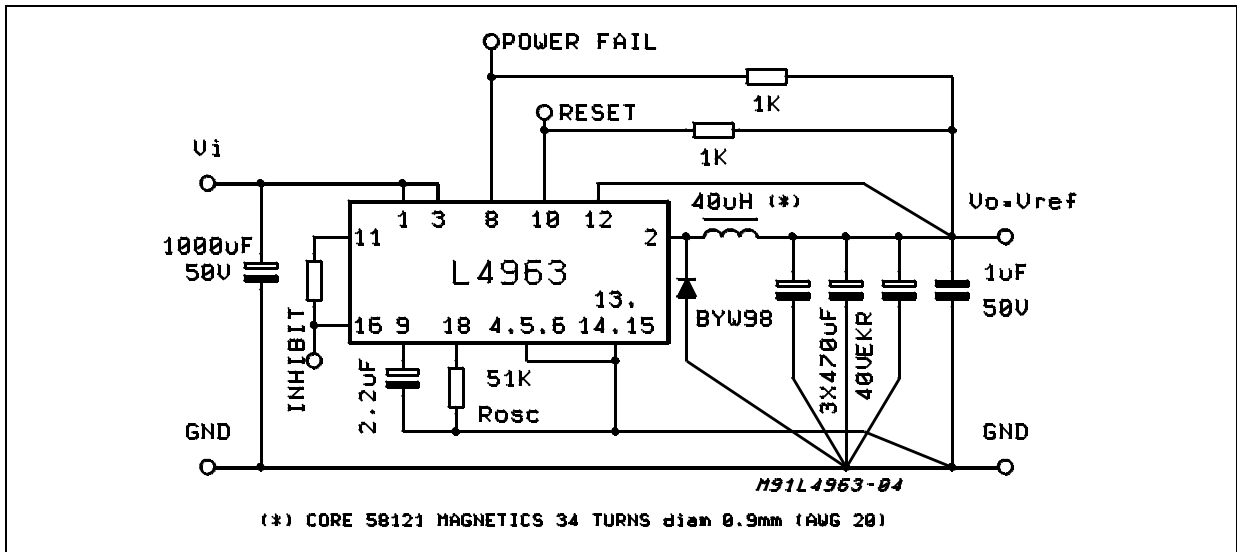 POWER FAIL
1K
RESET
1K
Vi
40uH (*)
Vo=Vref
1 3 8 10 12
11
2
1000uF
50V
L4963
1uF
50V
13.
BYW98
16 9 18 4.5.6 14.15
INHIBIT
2.2uF
51K
Rosc
3X470uF
40VEKR
GND
GND
M91L4963-04
(*) CORE 58121 MAGNETICS 34 TURNS diam 0.9mm (AWG 20)